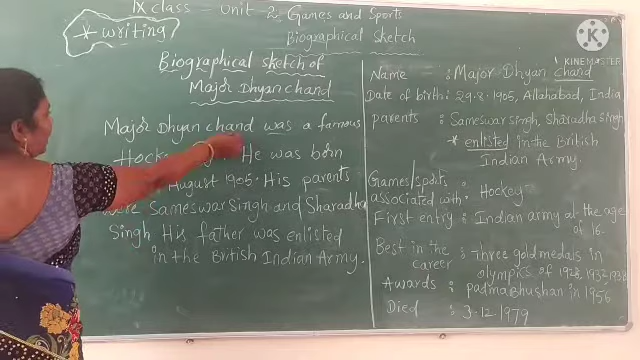 IX class - Unit-2, Games and Sports
* writing
Biographical sketch
Biographical sketch of
Major Dhyan chand
Major Dhyan chand was a famous
Hocke He was born
August 1905. His parents
were Sameswar Singh and Sharadha
Singh His father was enlisted
in the British Indian Army.
Name : Major Dhyan chand
Date of birth : 29.8.1905, Allahabad, India
parents : Sameswar singh, Sharadha singh
* enlisted in the British
Indian Army.
Games/sports
associated with : Hockey
First entry : Indian army at the age
of 16.
Best in the
career : Three gold medals in
olympics of 1928, 1932, 1936
Awards : padma Bhushan in 1956
Died : 3.12.1979
K
KINEMASTER